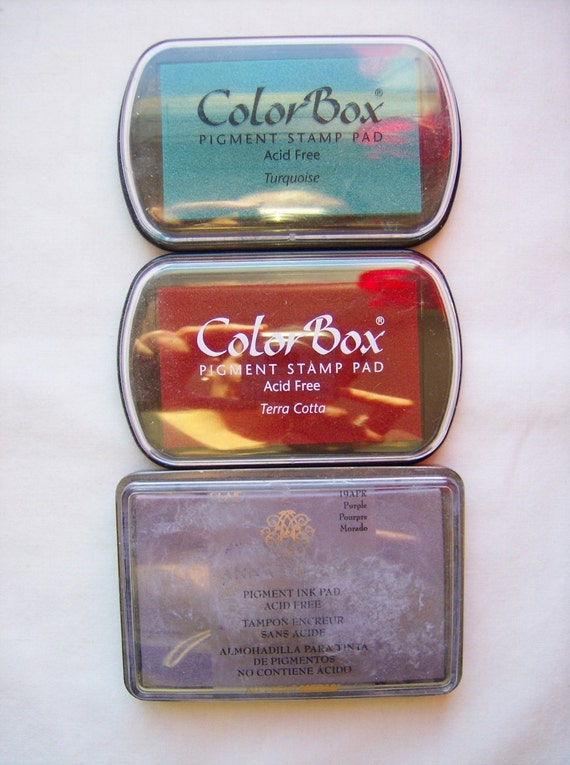 ColorBox®
PIGMENT STAMP PAD
Acid Free
Turquoise
ColorBox®
PIGMENT STAMP PAD
Acid Free
Terra Cotta
19APR
Purple
Pourpre
Morado
PIGMENT INK PAD
ACID FREE
TAMPON ENCREUR
SANS ACIDE
ALMOHADILLA PARA TINTA
DE PIGMENTOS
NO CONTIENE ACIDO